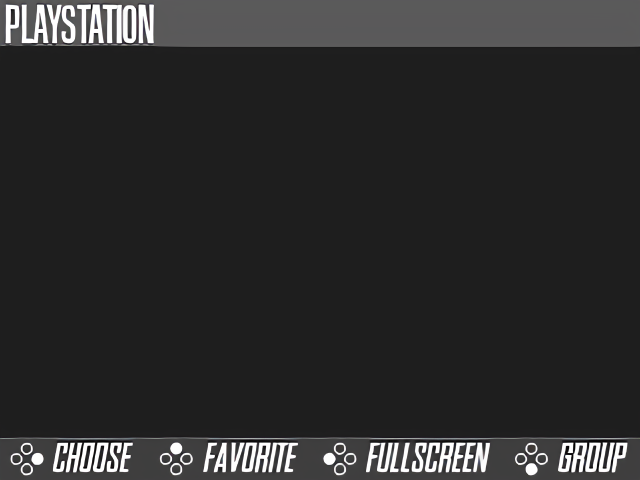 PLAYSTATION
CHOOSE FAVORITE FULLSCREEN GROUP